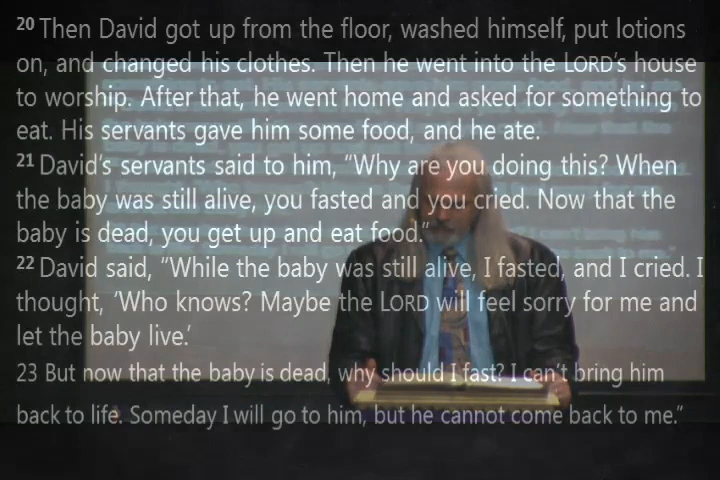 20 Then David got up from the floor, washed himself, put lotions
on, and changed his clothes. Then he went into the LORD's house
to worship. After that, he went home and asked for something to
eat. His servants gave him some food, and he ate.
21 David's servants said to him, “Why are you doing this? When
the baby was still alive, you fasted and you cried. Now that the
baby is dead, you get up and eat food.”
22 David said, “While the baby was still alive, I fasted, and I cried. I
thought, ‘Who knows? Maybe the LORD will feel sorry for me and
let the baby live.’
23 But now that the baby is dead, why should I fast? I can't bring him
back to life. Someday I will go to him, but he cannot come back to me.”